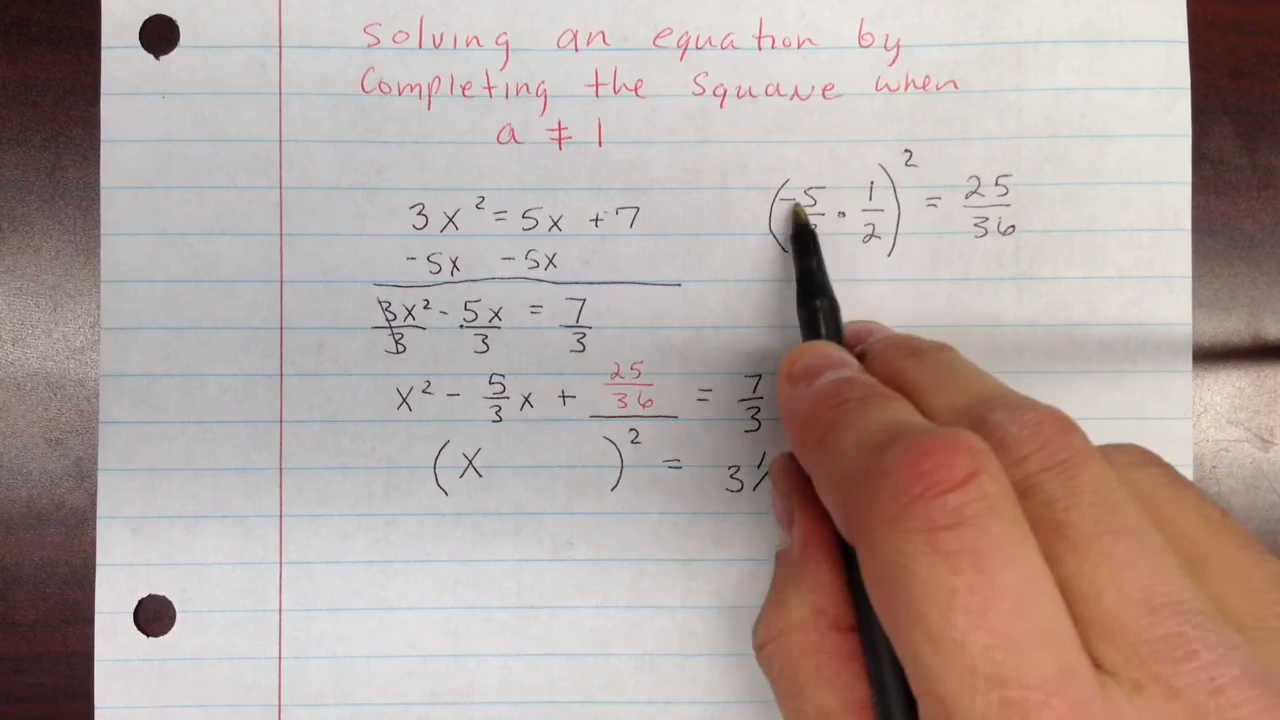 solving an equation by
Completing the square when
a ≠ 1
3x² = 5x + 7
-5x -5x
3x²/3 - 5x/3 = 7/3
x² - 5/3 x + 25/36 = 7/3
(x )² =
(-5/ · 1/2)² = 25/36